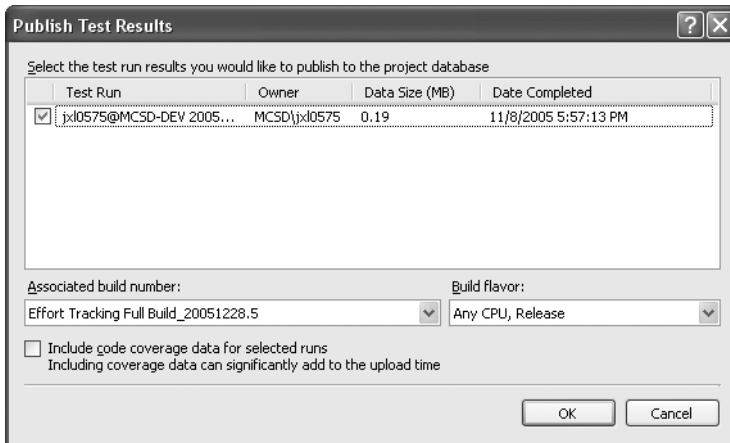 Publish Test Results
Select the test run results you would like to publish to the project database
Test Run Owner Data Size (MB) Date Completed
jxl0575@MCSD-DEV 2005... MCSD\jxl0575 0.19 11/8/2005 5:57:13 PM
Associated build number: Build flavor:
Effort Tracking Full Build_20051228.5 Any CPU, Release
Include code coverage data for selected runs
Including coverage data can significantly add to the upload time
OK Cancel